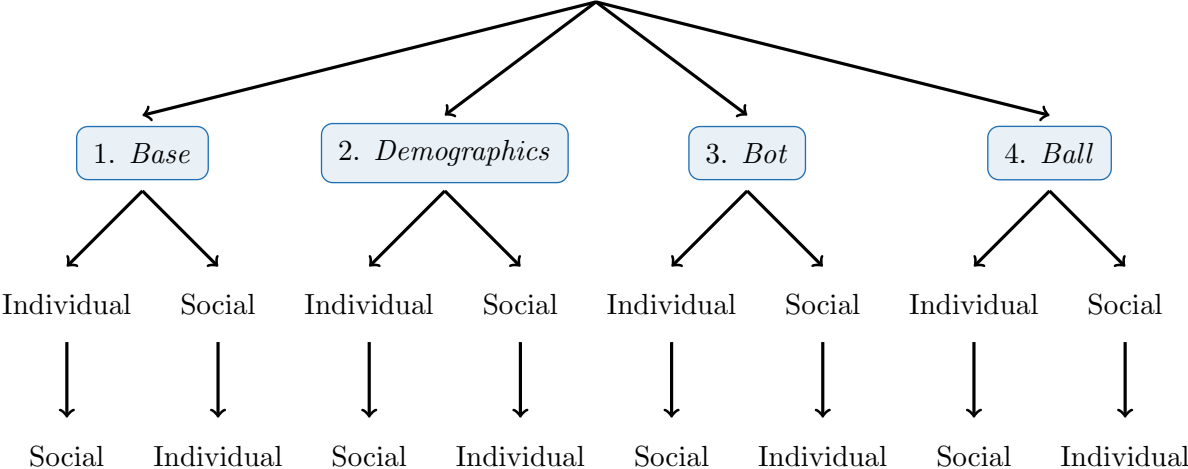 1. Base 2. Demographics 3. Bot 4. Ball
Individual Social Individual Social Individual Social Individual Social
Social Individual Social Individual Social Individual Social Individual